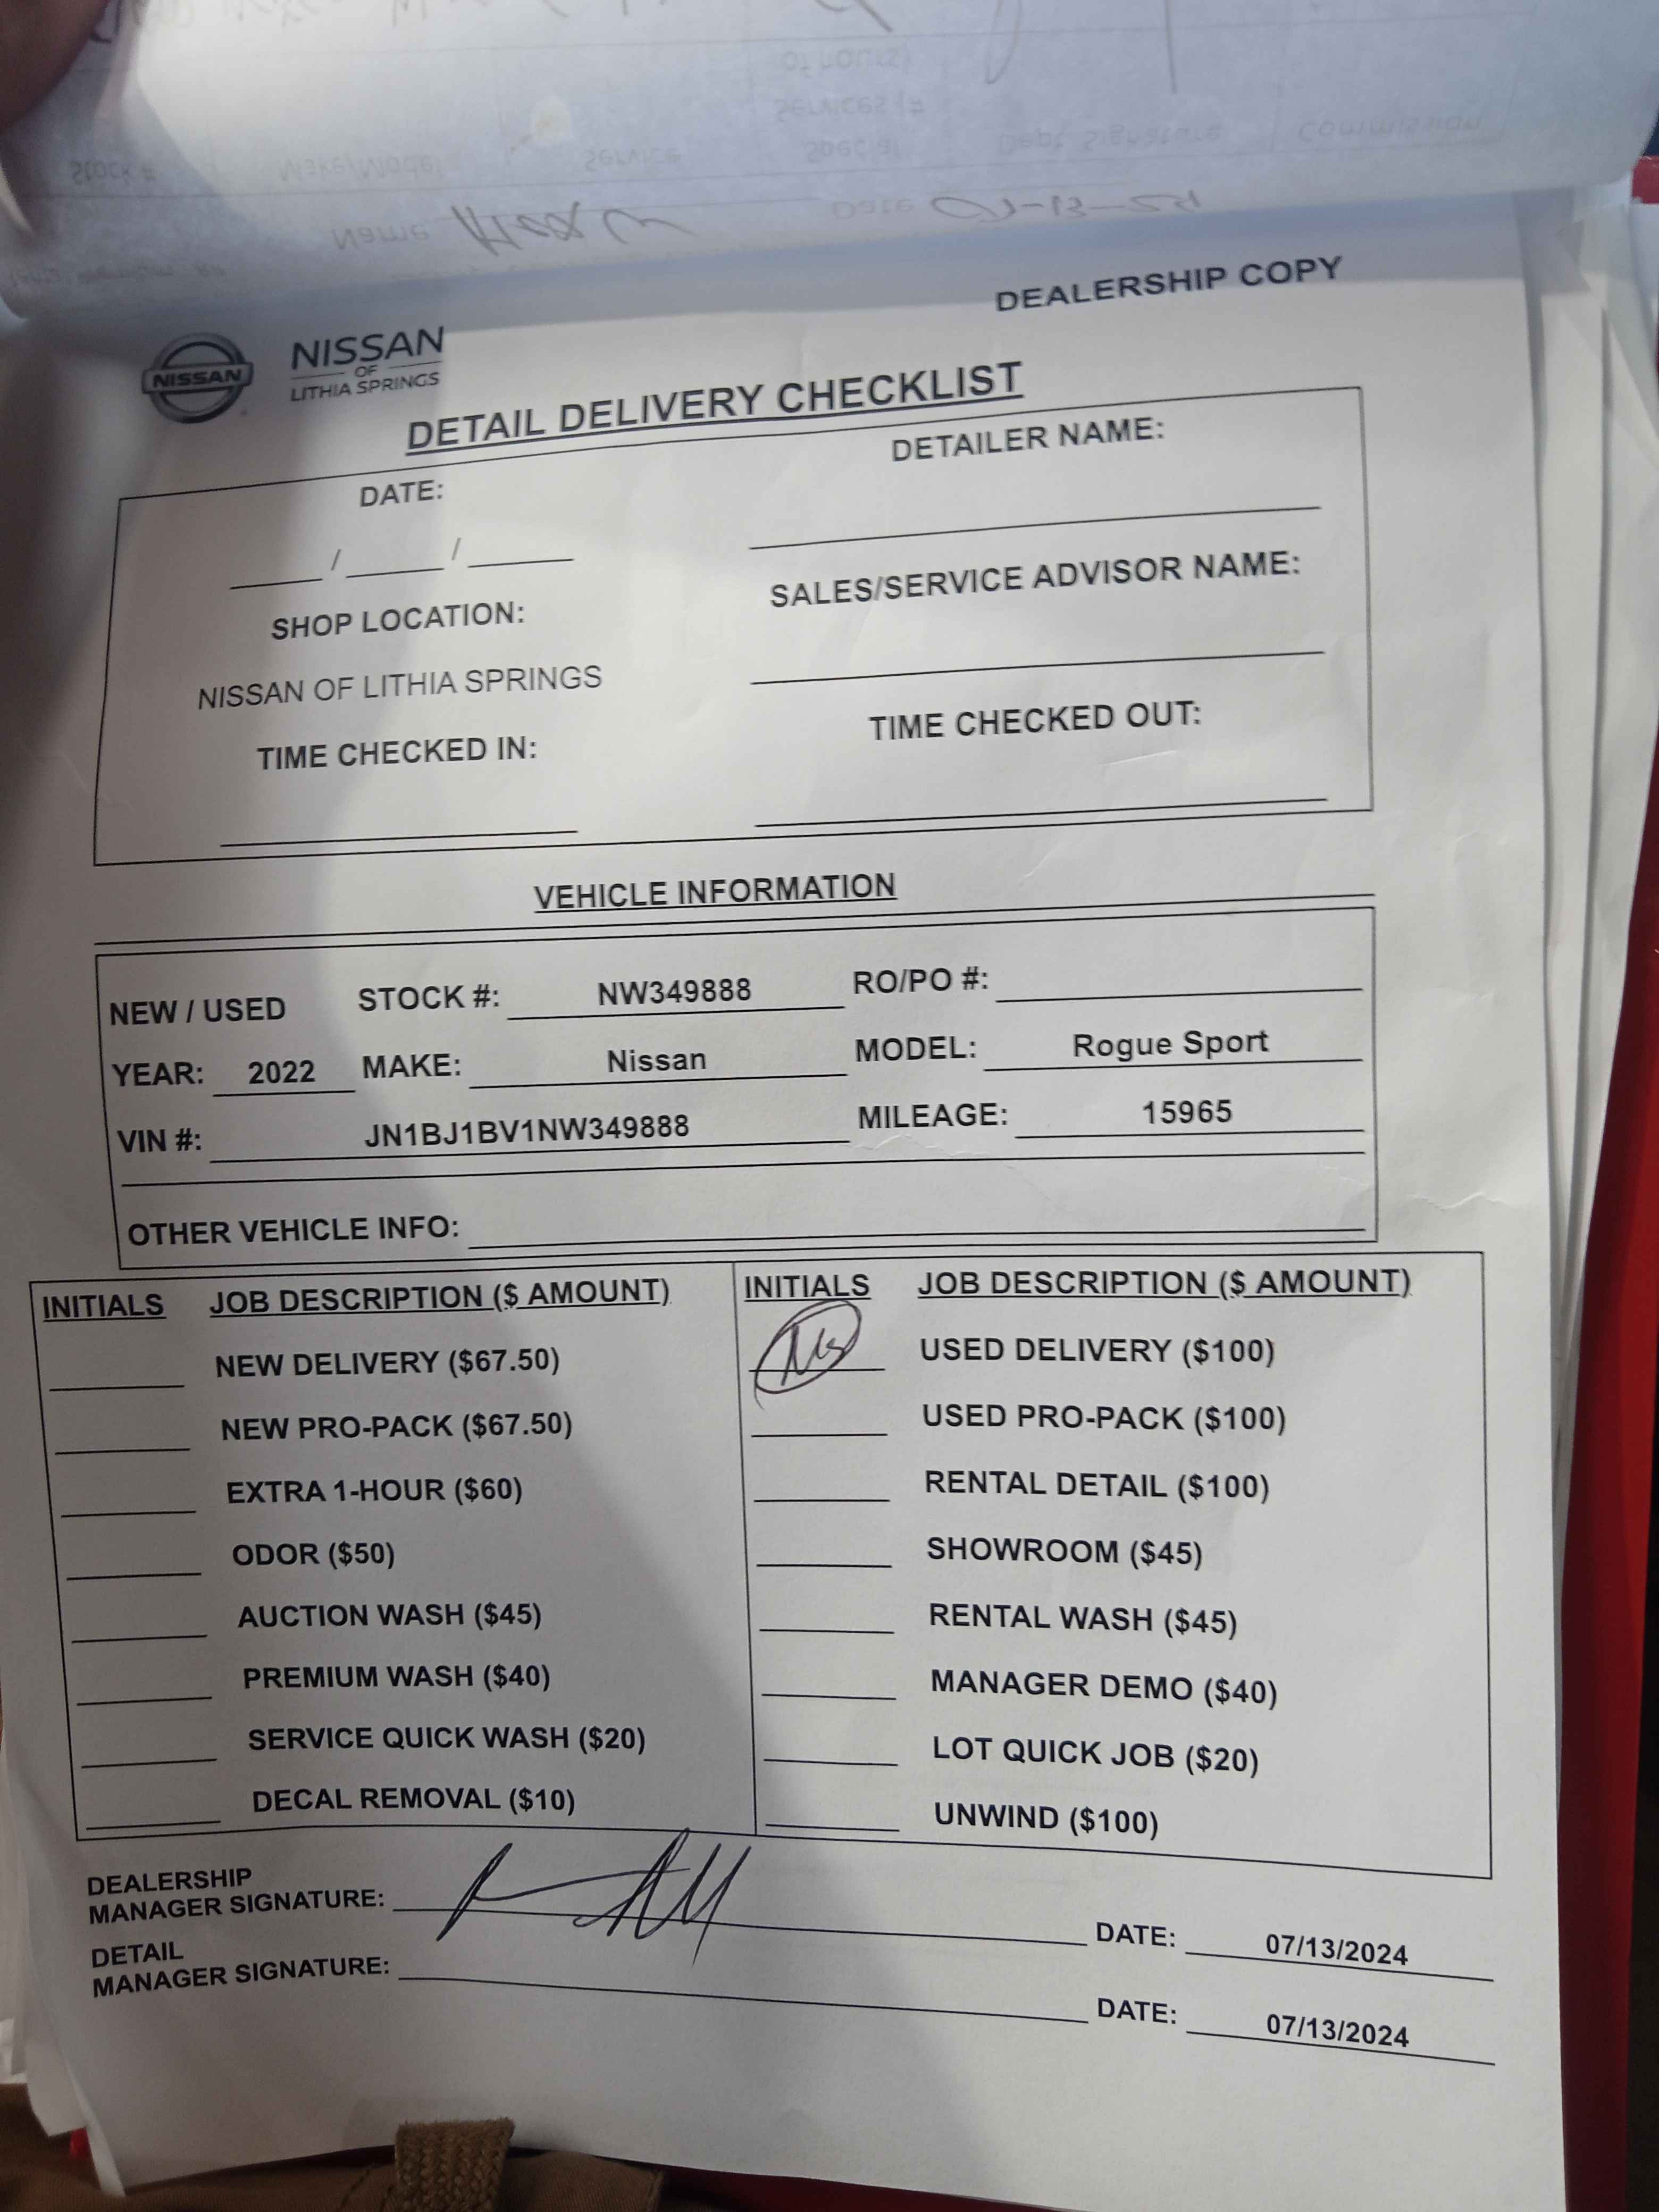 DEALERSHIP COPY
NISSAN
NISSAN
OF
LITHIA SPRINGS
DETAIL DELIVERY CHECKLIST
DATE:
DETAILER NAME:
/ /
SHOP LOCATION:
SALES/SERVICE ADVISOR NAME:
NISSAN OF LITHIA SPRINGS
TIME CHECKED IN:
TIME CHECKED OUT:
VEHICLE INFORMATION
NEW / USED STOCK #: NW349888 RO/PO #:
YEAR: 2022 MAKE: Nissan MODEL: Rogue Sport
VIN #: JN1BJ1BV1NW349888 MILEAGE: 15965
OTHER VEHICLE INFO:
INITIALS JOB DESCRIPTION ($ AMOUNT) INITIALS JOB DESCRIPTION ($ AMOUNT)
NEW DELIVERY ($67.50) USED DELIVERY ($100)
NEW PRO-PACK ($67.50) USED PRO-PACK ($100)
EXTRA 1-HOUR ($60) RENTAL DETAIL ($100)
ODOR ($50) SHOWROOM ($45)
AUCTION WASH ($45) RENTAL WASH ($45)
PREMIUM WASH ($40) MANAGER DEMO ($40)
SERVICE QUICK WASH ($20) LOT QUICK JOB ($20)
DECAL REMOVAL ($10) UNWIND ($100)
DEALERSHIP
MANAGER SIGNATURE: DATE: 07/13/2024
DETAIL
MANAGER SIGNATURE: DATE: 07/13/2024